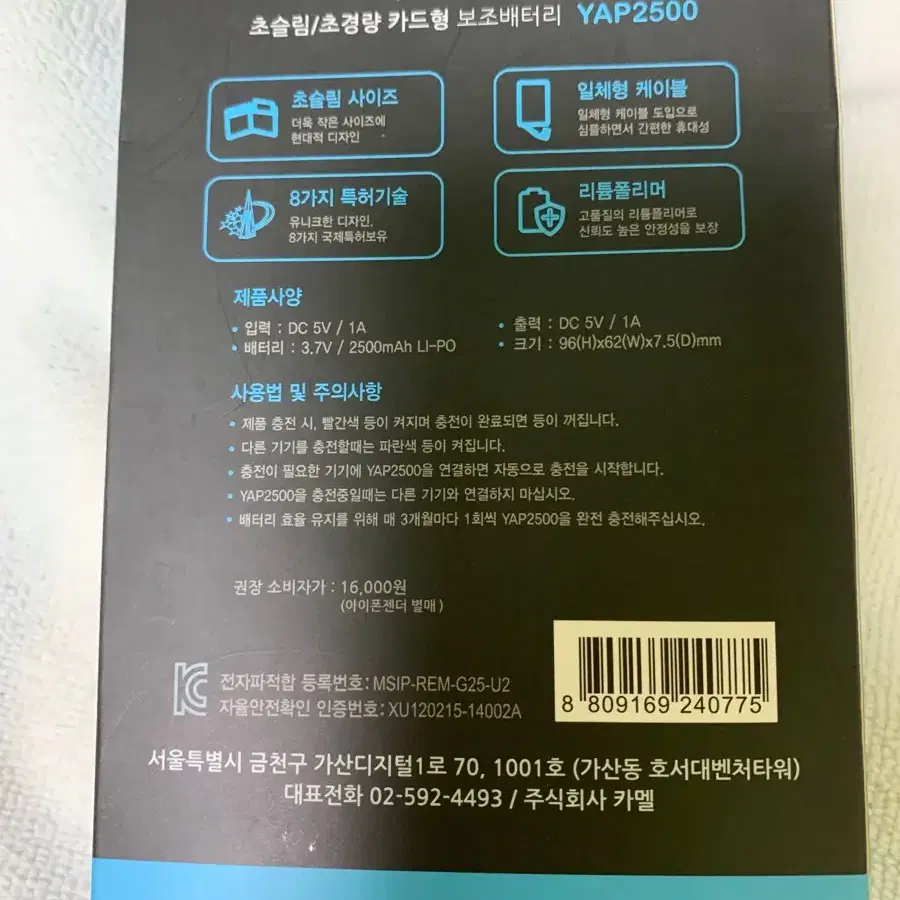 초슬림/초경량 카드형 보조배터리 YAP2500
초슬림 사이즈
더욱 작은 사이즈에
현대적 디자인
일체형 케이블
일체형 케이블 도입으로
심플하면서 간편한 휴대성
8가지 특허기술
유니크한 디자인,
8가지 국제특허보유
리튬폴리머
고품질의 리튬폴리머로
신뢰도 높은 안정성을 보장
제품사양
• 입력 : DC 5V / 1A
• 배터리 : 3.7V / 2500mAh LI-PO
• 출력 : DC 5V / 1A
• 크기 : 96(H)x62(W)x7.5(D)mm
사용법 및 주의사항
• 제품 충전 시, 빨간색 등이 켜지며 충전이 완료되면 등이 꺼집니다.
• 다른 기기를 충전할때는 파란색 등이 켜집니다.
• 충전이 필요한 기기에 YAP2500을 연결하면 자동으로 충전을 시작합니다.
• YAP2500을 충전중일때는 다른 기기와 연결하지 마십시오.
• 배터리 효율 유지를 위해 매 3개월마다 1회씩 YAP2500을 완전 충전해주십시오.
권장 소비자가 : 16,000원
(아이폰젠더 별매)
전자파적합 등록번호: MSIP-REM-G25-U2
자율안전확인 인증번호: XU120215-14002A
8 809169 240775
서울특별시 금천구 가산디지털1로 70, 1001호 (가산동 호서대벤처타워)
대표전화 02-592-4493 / 주식회사 카멜